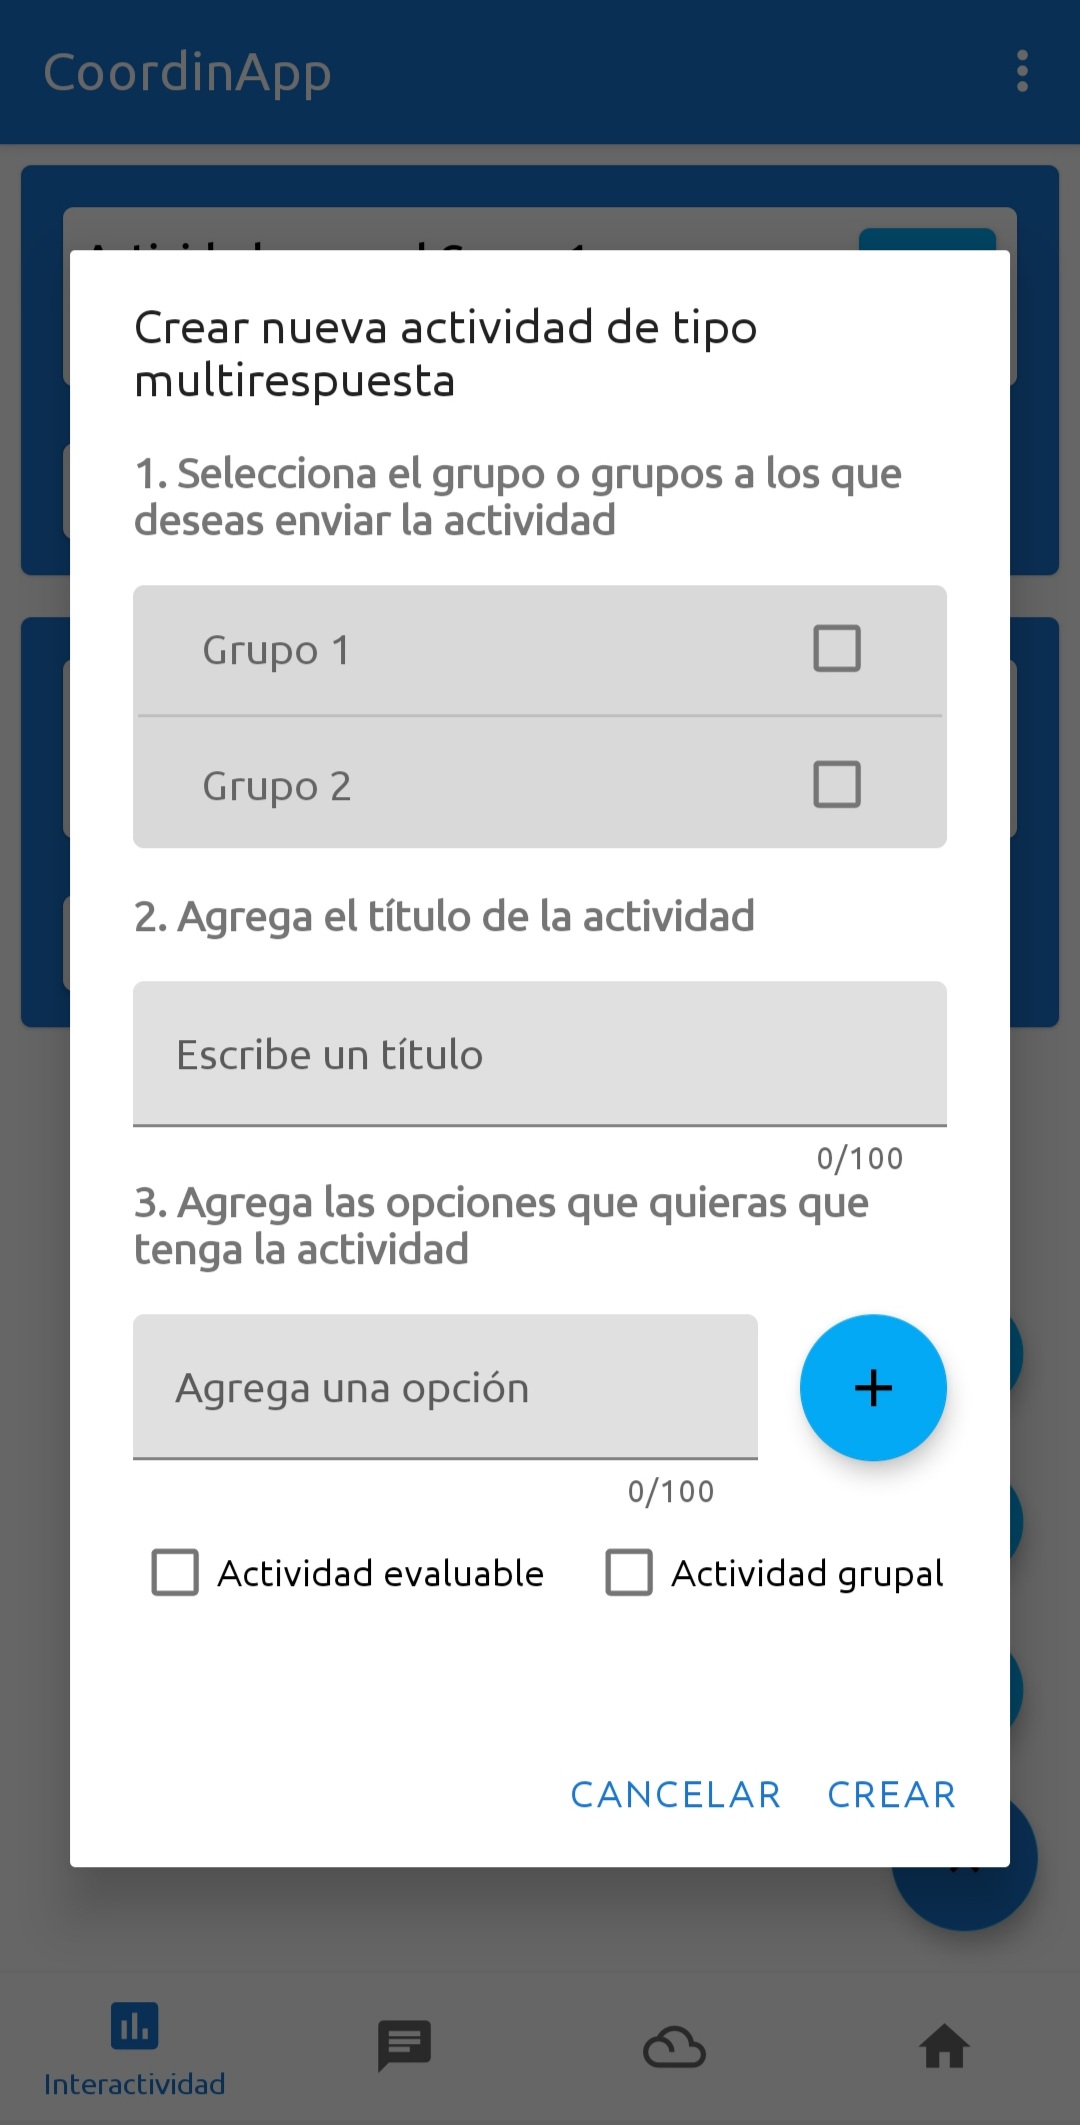 CoordinApp
Crear nueva actividad de tipo
multirespuesta
1. Selecciona el grupo o grupos a los que
deseas enviar la actividad
Grupo 1
Grupo 2
2. Agrega el título de la actividad
Escribe un título
0/100
3. Agrega las opciones que quieras que
tenga la actividad
Agrega una opción
0/100
Actividad evaluable
Actividad grupal
CANCELAR
CREAR
Interactividad